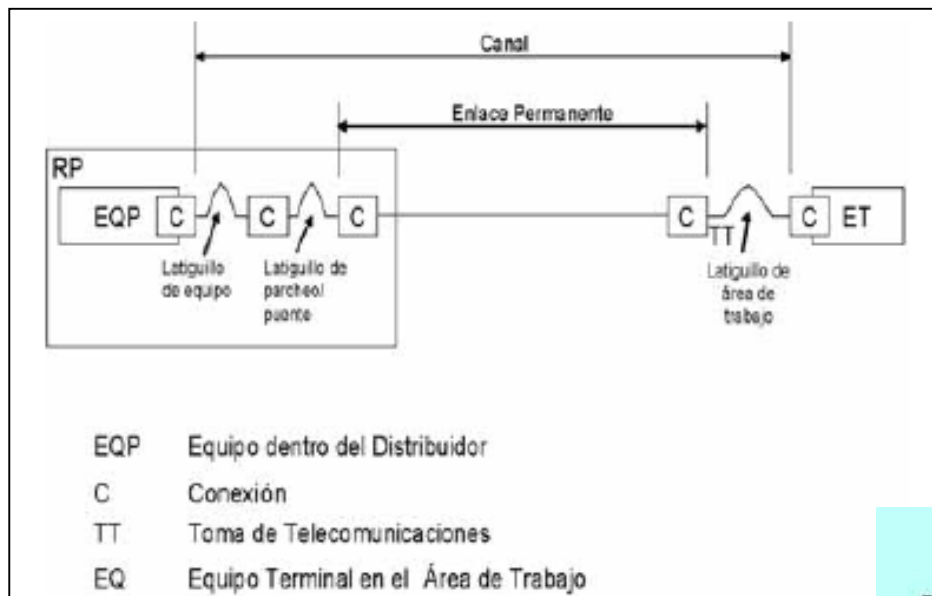 Canal
Enlace Permanente
RP
EQP
C
C
C
C
TT
C
ET
Latiguillo
de equipo
Latiguillo de
parcheo/
puente
Latiguillo de
área de
trabajo
EQP Equipo dentro del Distribuidor
C Conexión
TT Toma de Telecomunicaciones
EQ Equipo Terminal en el Área de Trabajo